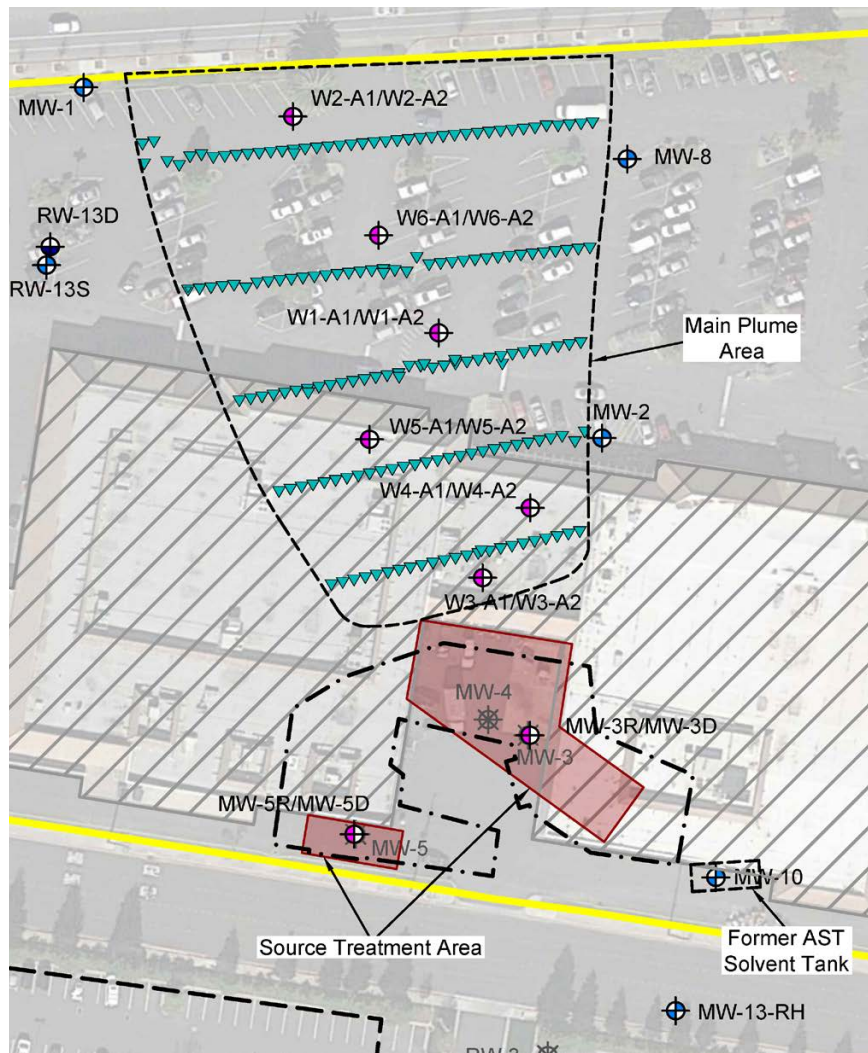 W2-A1/W2-A2
MW-1
MW-8
RW-13D
W6-A1/W6-A2
RW-13S
W1-A1/W1-A2
Main Plume
Area
MW-2
W5-A1/W5-A2
W4-A1/W4-A2
W3-A1/W3-A2
MW-4
MW-3R/MW-3D
MW-3
MW-5R/MW-5D
MW-5
MW-10
Source Treatment Area
Former AST
Solvent Tank
MW-13-RH